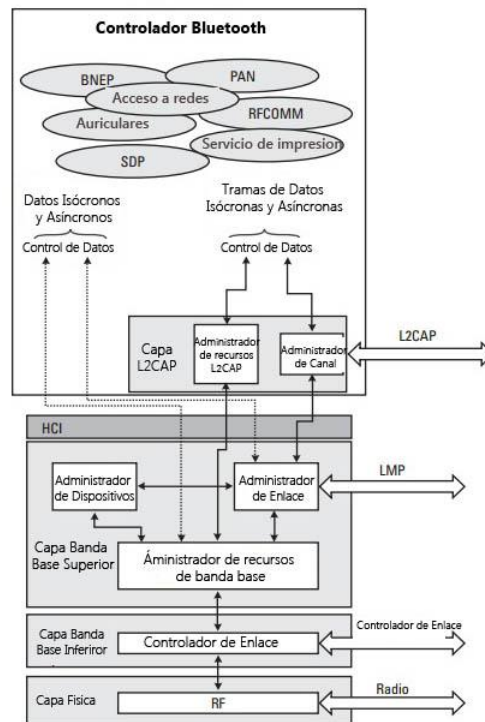 Controlador Bluetooth
BNEP
PAN
Acceso a redes
Auriculares
RFCOMM
Servicio de impresion
SDP
Datos Isócronos
y Asíncronos
Control de Datos
Tramas de Datos
Isócronas y Asíncronas
Control de Datos
Capa
L2CAP
Administrador
de recursos
L2CAP
Administrador
de Canal
L2CAP
HCI
Administrador
de Dispositivos
Administrador
de Enlace
LMP
Capa Banda
Base Superior
Áministrador de recursos
de banda base
Capa Banda
Base Inferiror
Controlador de Enlace
Controlador de Enlace
Capa Fisica
RF
Radio